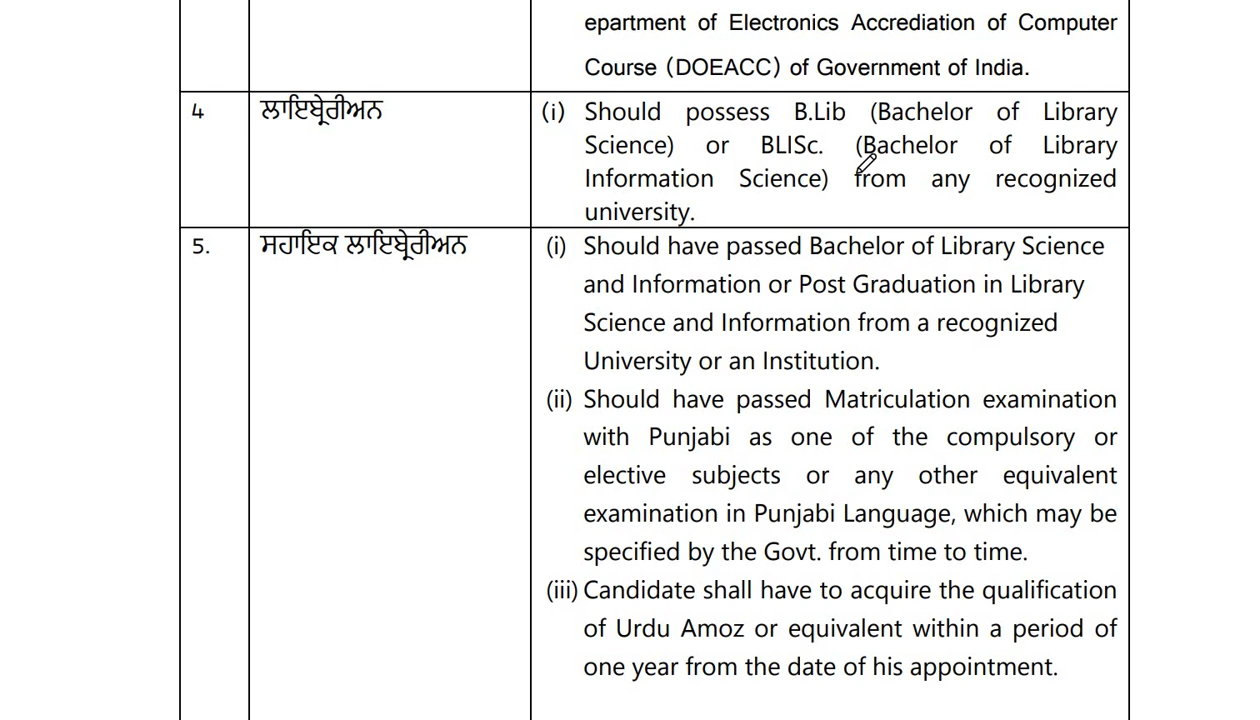 epartment of Electronics Accrediation of Computer
Course (DOEACC) of Government of India.
4 ਲਾਇਬ੍ਰੇਰੀਅਨ (i) Should possess B.Lib (Bachelor of Library
Science) or BLISc. (Bachelor of Library
Information Science) from any recognized
university.
5. ਸਹਾਇਕ ਲਾਇਬ੍ਰੇਰੀਅਨ (i) Should have passed Bachelor of Library Science
and Information or Post Graduation in Library
Science and Information from a recognized
University or an Institution.
(ii) Should have passed Matriculation examination
with Punjabi as one of the compulsory or
elective subjects or any other equivalent
examination in Punjabi Language, which may be
specified by the Govt. from time to time.
(iii) Candidate shall have to acquire the qualification
of Urdu Amoz or equivalent within a period of
one year from the date of his appointment.